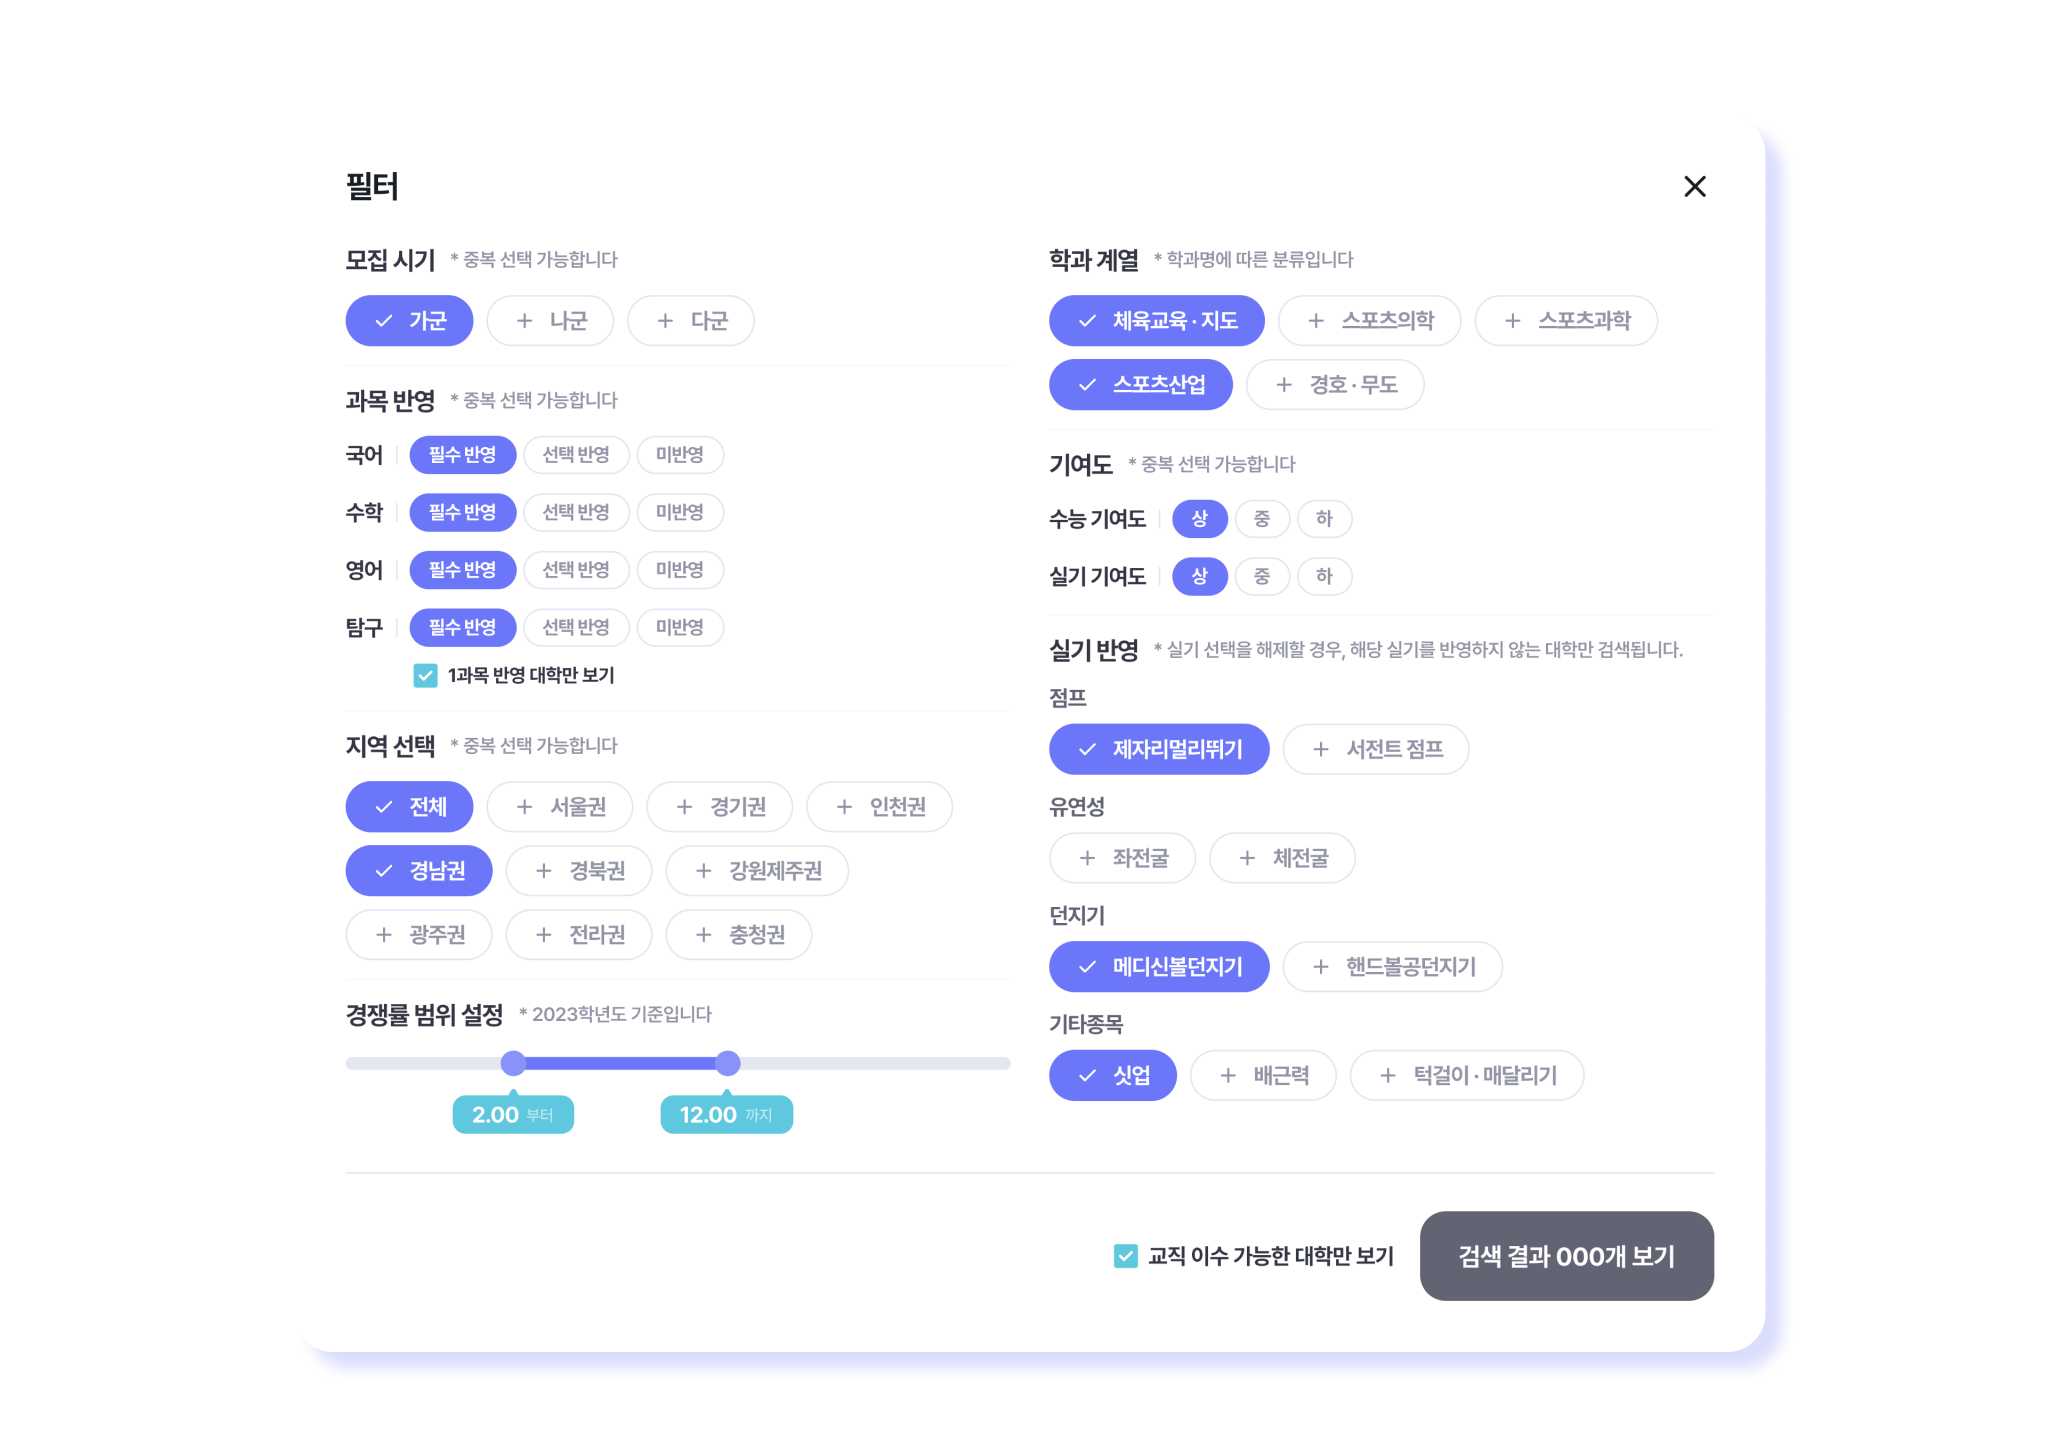 필터
모집 시기 * 중복 선택 가능합니다
가군 나군 다군
과목 반영 * 중복 선택 가능합니다
국어 필수 반영 선택 반영 미반영
수학 필수 반영 선택 반영 미반영
영어 필수 반영 선택 반영 미반영
탐구 필수 반영 선택 반영 미반영
1과목 반영 대학만 보기
지역 선택 * 중복 선택 가능합니다
전체 서울권 경기권 인천권
경남권 경북권 강원제주권
광주권 전라권 충청권
경쟁률 범위 설정 * 2023학년도 기준입니다
2.00 부터 12.00 까지
학과 계열 * 학과명에 따른 분류입니다
체육교육 · 지도 스포츠의학 스포츠과학
스포츠산업 경호 · 무도
기여도 * 중복 선택 가능합니다
수능 기여도 상 중 하
실기 기여도 상 중 하
실기 반영 * 실기 선택을 해제할 경우, 해당 실기를 반영하지 않는 대학만 검색됩니다.
점프
제자리멀리뛰기 서전트 점프
유연성
좌전굴 체전굴
던지기
메디신볼던지기 핸드볼공던지기
기타종목
싯업 배근력 턱걸이 · 매달리기
교직 이수 가능한 대학만 보기 검색 결과 000개 보기